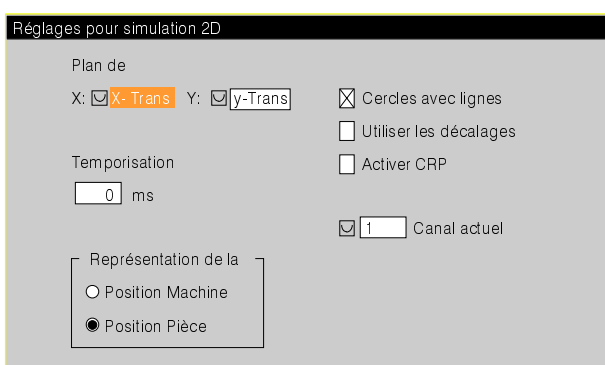 Réglages pour simulation 2D
Plan de
X: X- Trans Y: y-Trans
Cercles avec lignes
Utiliser les décalages
Temporisation
Activer CRP
0 ms
1 Canal actuel
Représentation de la
Position Machine
Position Pièce